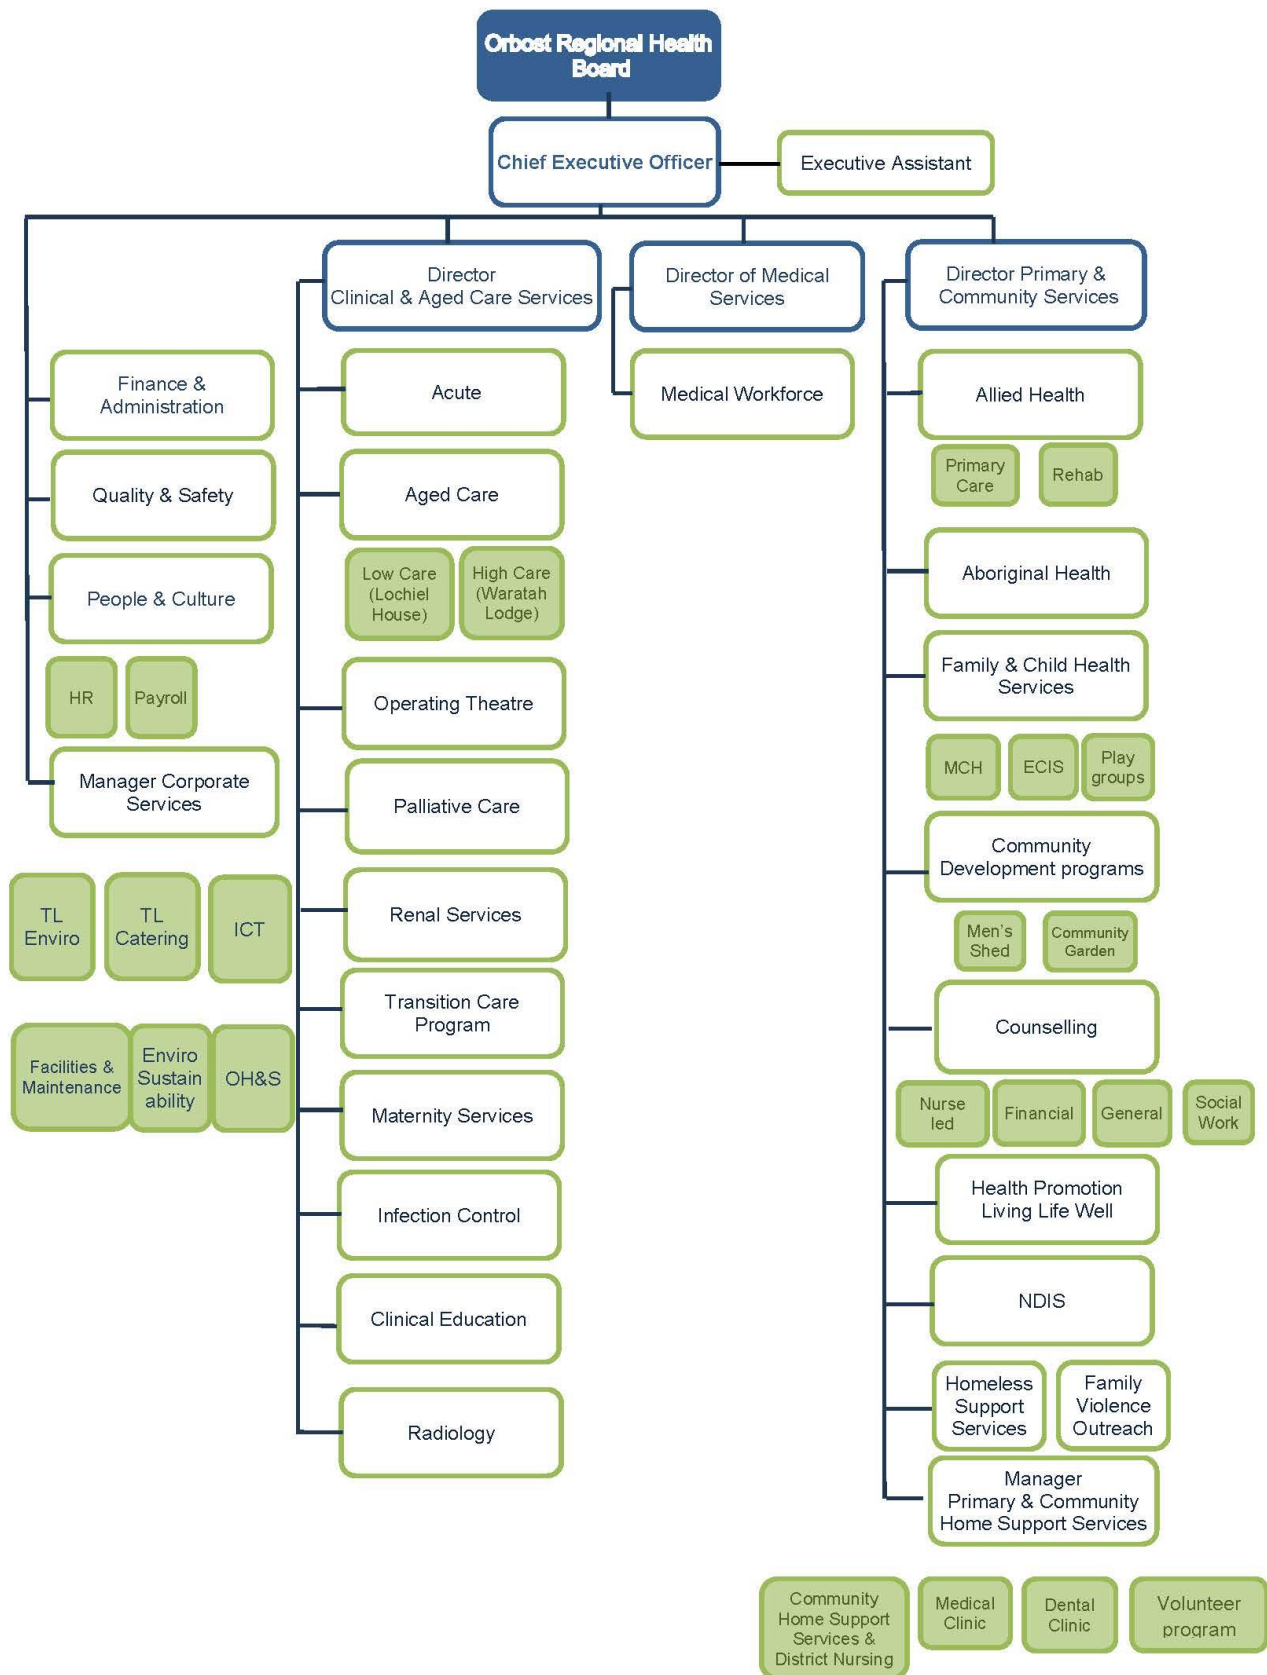 Orbost Regional Health
Board
Chief Executive Officer
Executive Assistant
Director
Clinical & Aged Care Services
Director of Medical
Services
Director Primary &
Community Services
Finance &
Administration
Quality & Safety
People & Culture
HR
Payroll
Manager Corporate
Services
TL
Enviro
TL
Catering
ICT
Facilities &
Maintenance
Enviro
Sustain
ability
OH&S
Acute
Aged Care
Low Care
(Lochiel
House)
High Care
(Waratah
Lodge)
Operating Theatre
Palliative Care
Renal Services
Transition Care
Program
Maternity Services
Infection Control
Clinical Education
Radiology
Medical Workforce
Allied Health
Primary
Care
Rehab
Aboriginal Health
Family & Child Health
Services
MCH
ECIS
Play
groups
Community
Development programs
Men's
Shed
Community
Garden
Counselling
Nurse
led
Financial
General
Social
Work
Health Promotion
Living Life Well
NDIS
Homeless
Support
Services
Family
Violence
Outreach
Manager
Primary & Community
Home Support Services
Community
Home Support
Services &
District Nursing
Medical
Clinic
Dental
Clinic
Volunteer
program